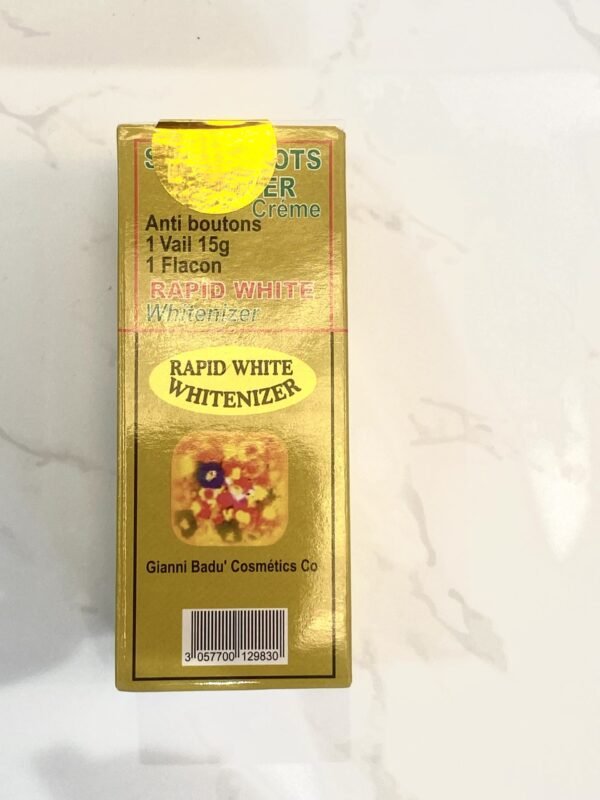 Créme
Anti boutons
1 Vail 15g
1 Flacon
RAPID WHITE
Whitenizer
RAPID WHITE
WHITENIZER
Gianni Badu' Cosmétics Co
3 057700 129830